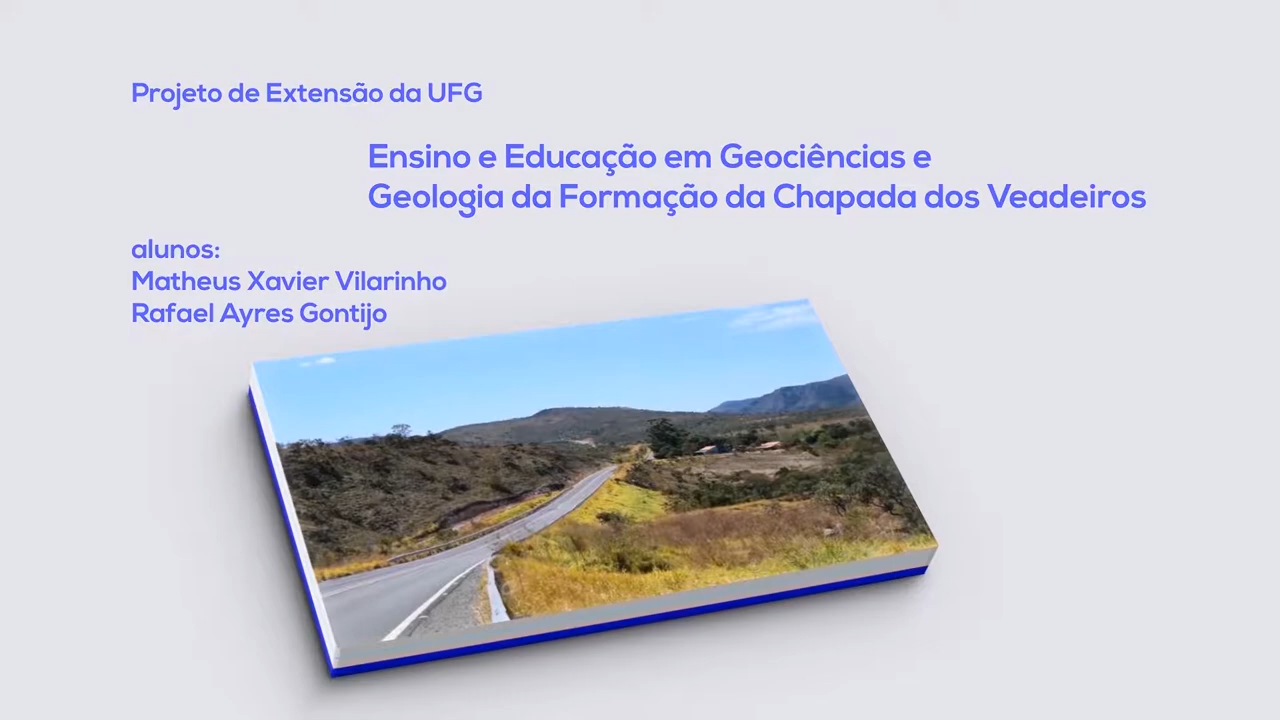 Projeto de Extensão da UFG
Ensino e Educação em Geociências e
Geologia da Formação da Chapada dos Veadeiros
alunos:
Matheus Xavier Vilarinho
Rafael Ayres Gontijo